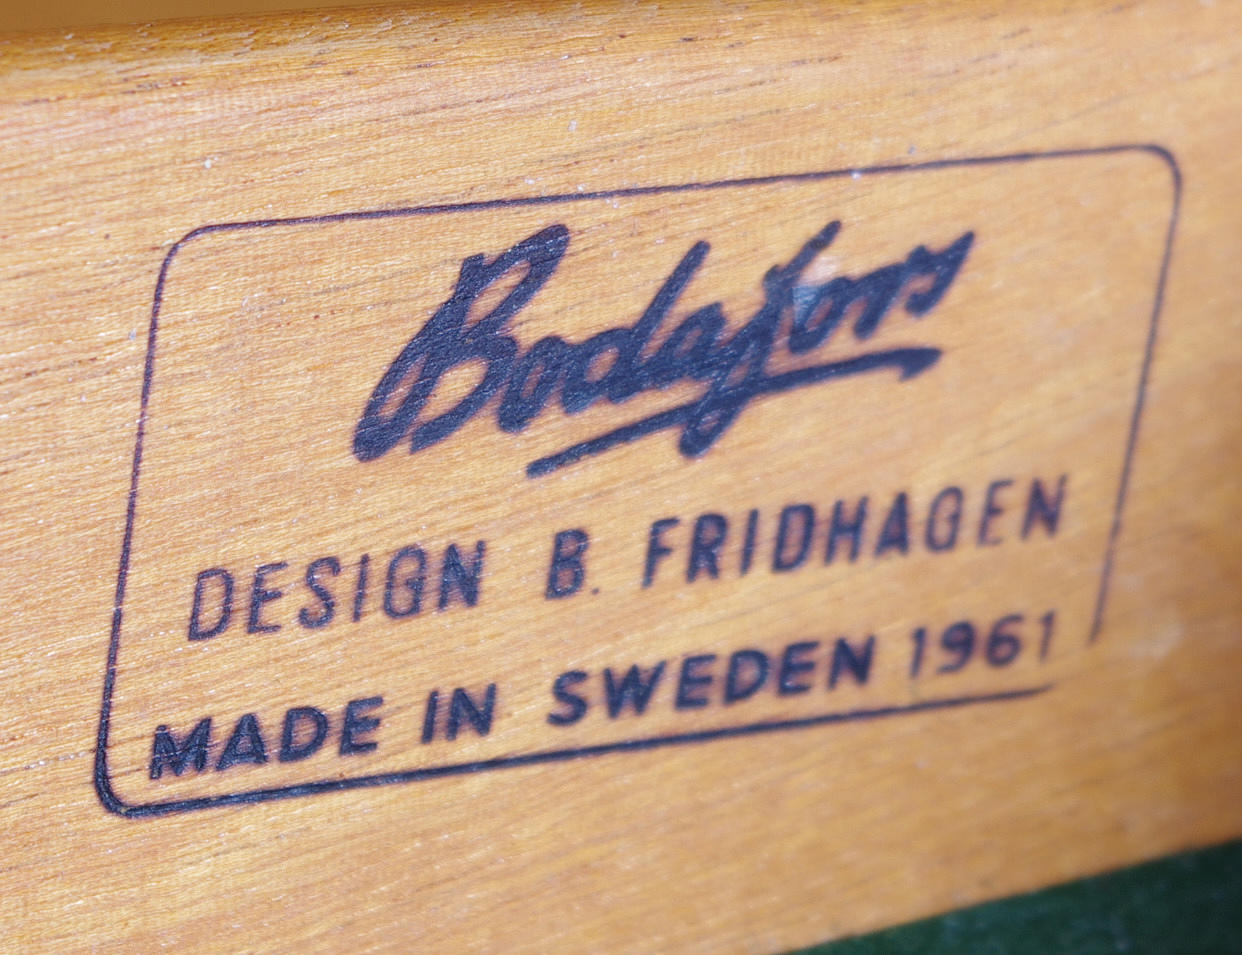 Bodafors
DESIGN B. FRIDHAGEN
MADE IN SWEDEN 1961